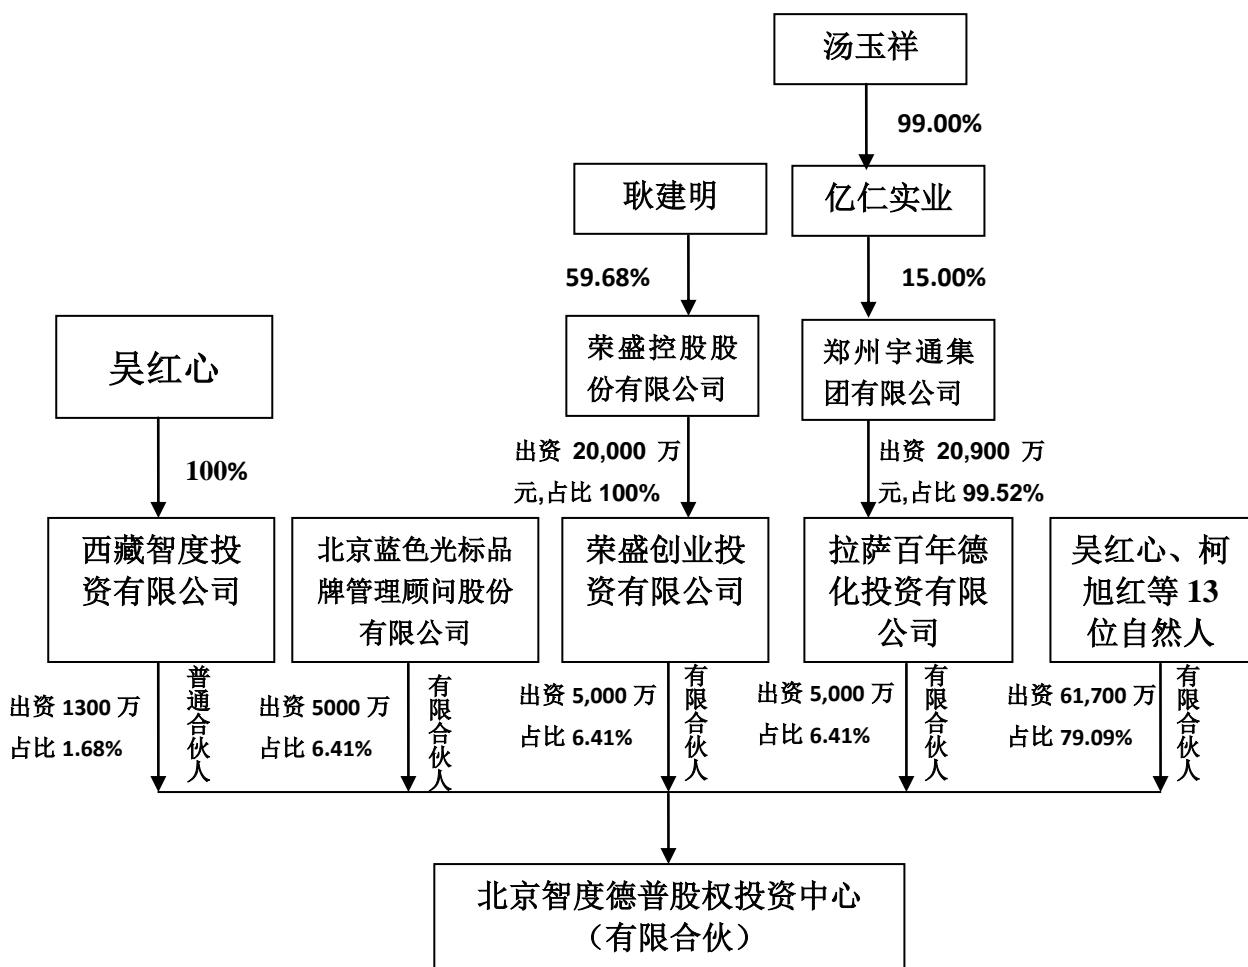 汤玉祥
99.00%
耿建明
亿仁实业
59.68%
15.00%
吴红心
荣盛控股股
份有限公司
郑州宇通集
团有限公司
100%
出资 20,000 万
元,占比 100%
出资 20,900 万
元,占比 99.52%
西藏智度投
资有限公司
北京蓝色光标品
牌管理顾问股份
有限公司
荣盛创业投
资有限公司
拉萨百年德
化投资有限
公司
吴红心、柯
旭红等 13
位自然人
出资 1300 万
占比 1.68%
普通合伙人
出资 5000 万
占比 6.41%
有限合伙人
出资 5,000 万
占比 6.41%
有限合伙人
出资 5,000 万
占比 6.41%
有限合伙人
出资 61,700 万
占比 79.09%
有限合伙人
北京智度德普股权投资中心
（有限合伙）